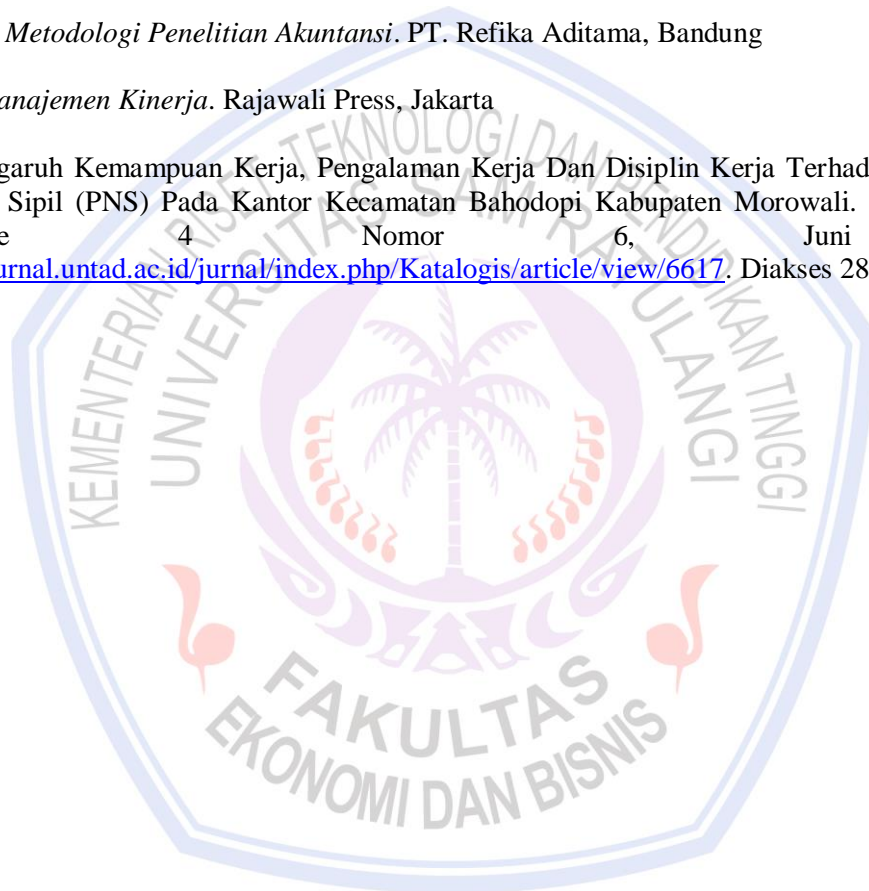 Metodologi Penelitian Akuntansi. PT. Refika Aditama, Bandung
anajemen Kinerja. Rajawali Press, Jakarta
garuh Kemampuan Kerja, Pengalaman Kerja Dan Disiplin Kerja Terhad
Sipil (PNS) Pada Kantor Kecamatan Bahodopi Kabupaten Morowali.
e 4 Nomor 6, Juni
urnal.untad.ac.id/jurnal/index.php/Katalogis/article/view/6617. Diakses 28
KEMENTERIAN RISET TEKNOLOGI DAN PENDIDIKAN TINGGI
UNIVERSITAS SAM RATULANGI
FAKULTAS
EKONOMI DAN BISNIS